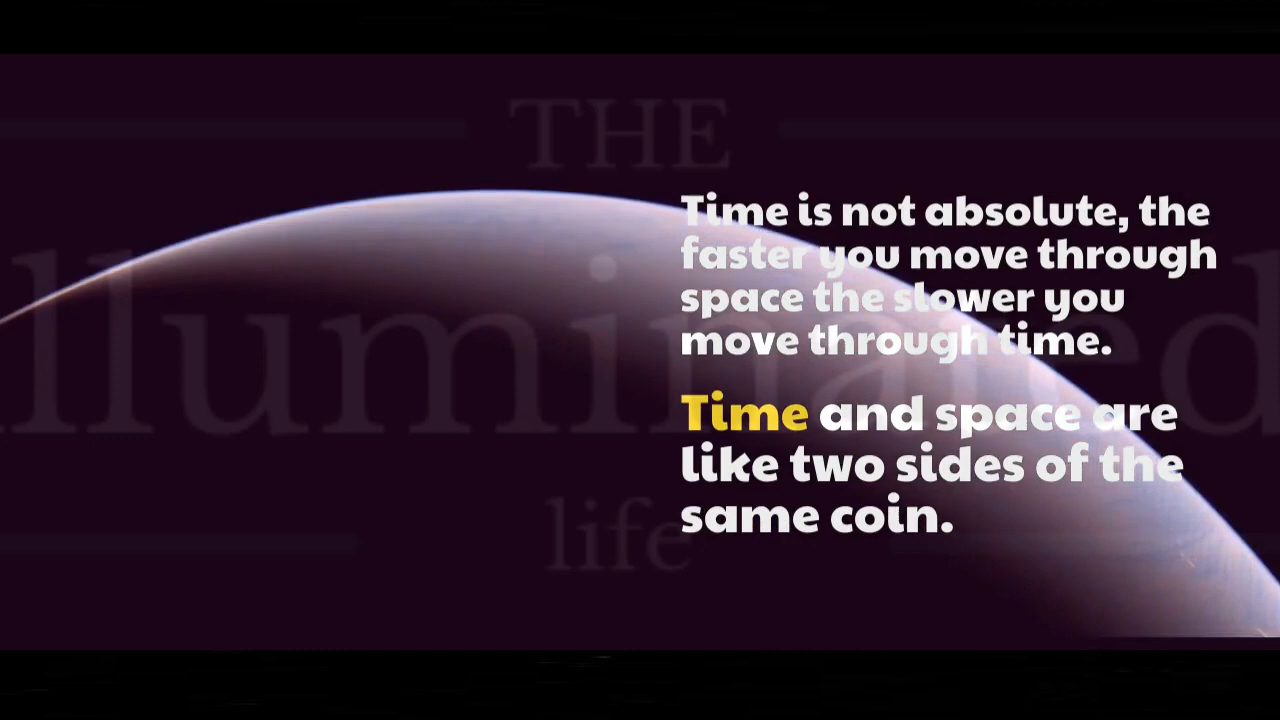 THE
Time is not absolute, the
faster you move through
space the slower you
move through time.
illuminated
Time and space are
like two sides of the
same coin.
life